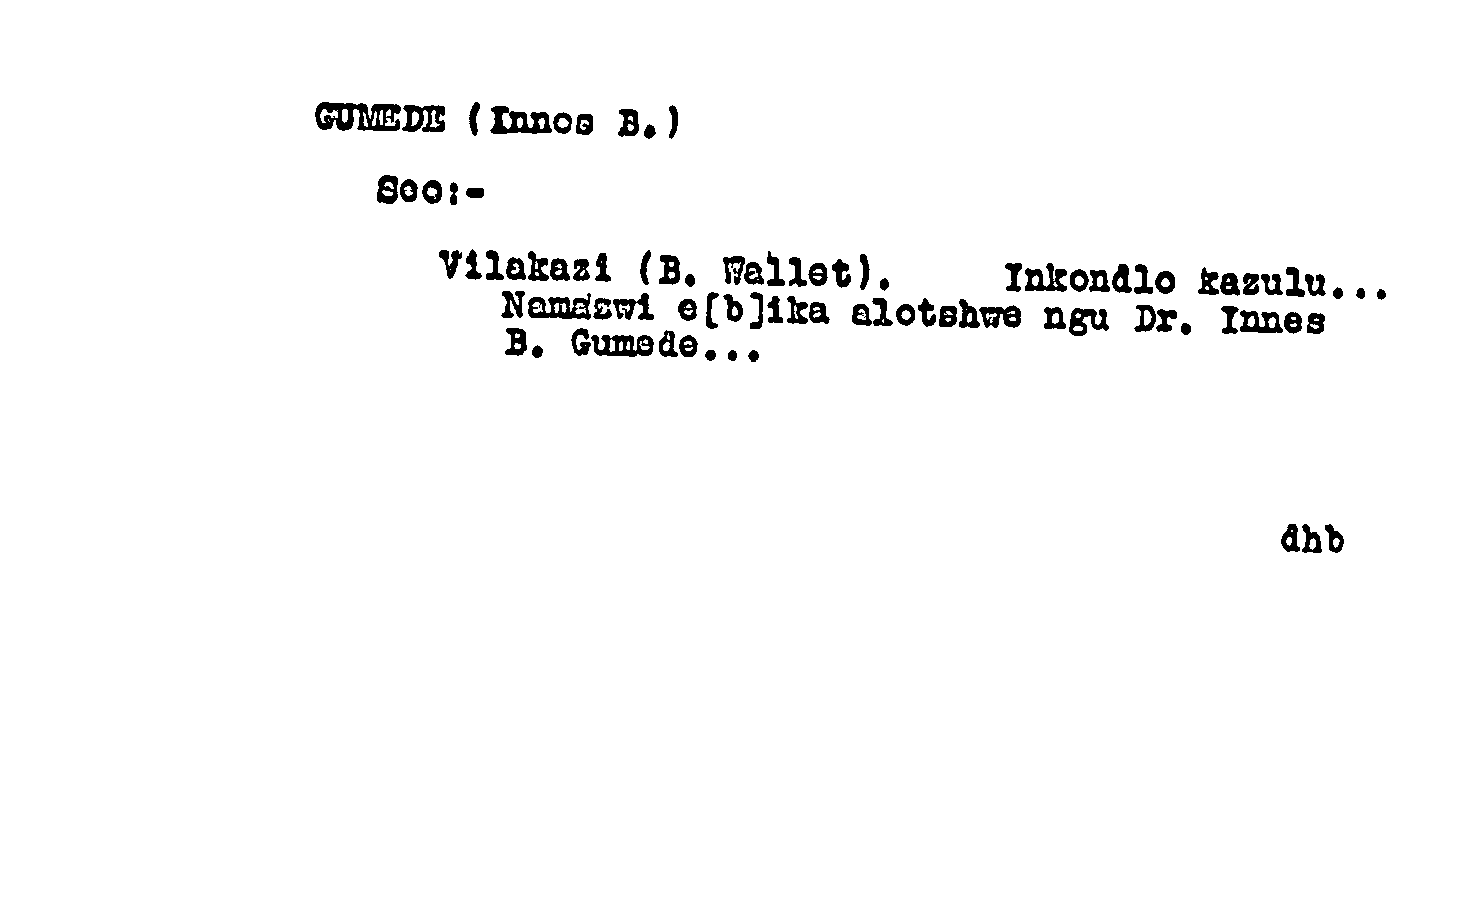 GUMEDE (Innes B.)
See:-
Vilakazi (B. Wallet). Inkondlo kazulu...
Namazwi e[b]ika alotshwe ngu Dr. Innes
B. Gumede...
dhb